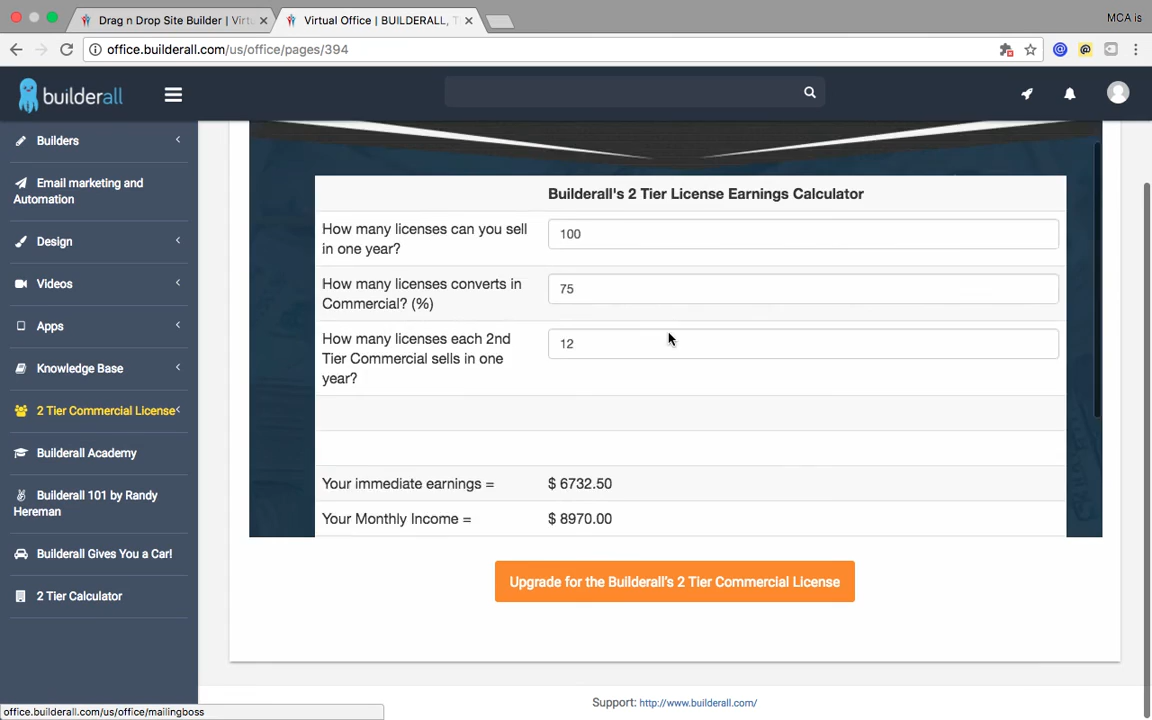 Drag n Drop Site Builder | Virtu
Virtual Office | BUILDERALL, T
MCA is
office.builderall.com/us/office/pages/394
builderall
Builders
Email marketing and
Automation
Design
Videos
Apps
Knowledge Base
2 Tier Commercial License
Builderall Academy
Builderall 101 by Randy
Hereman
Builderall Gives You a Car!
2 Tier Calculator
Builderall's 2 Tier License Earnings Calculator
How many licenses can you sell
in one year?
100
How many licenses converts in
Commercial? (%)
75
How many licenses each 2nd
Tier Commercial sells in one
year?
12
Your immediate earnings = $ 6732.50
Your Monthly Income = $ 8970.00
Upgrade for the Builderall's 2 Tier Commercial License
Support: http://www.builderall.com/
office.builderall.com/us/office/mailingboss